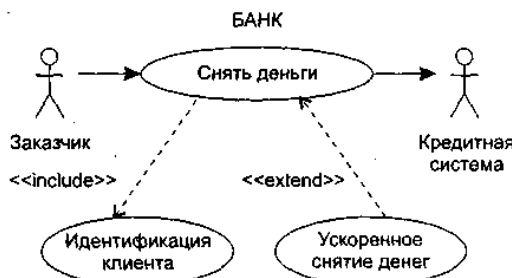 БАНК
Снять деньги
Заказчик
Кредитная
система
<<include>>
<<extend>>
Идентификация
клиента
Ускоренное
снятие денег